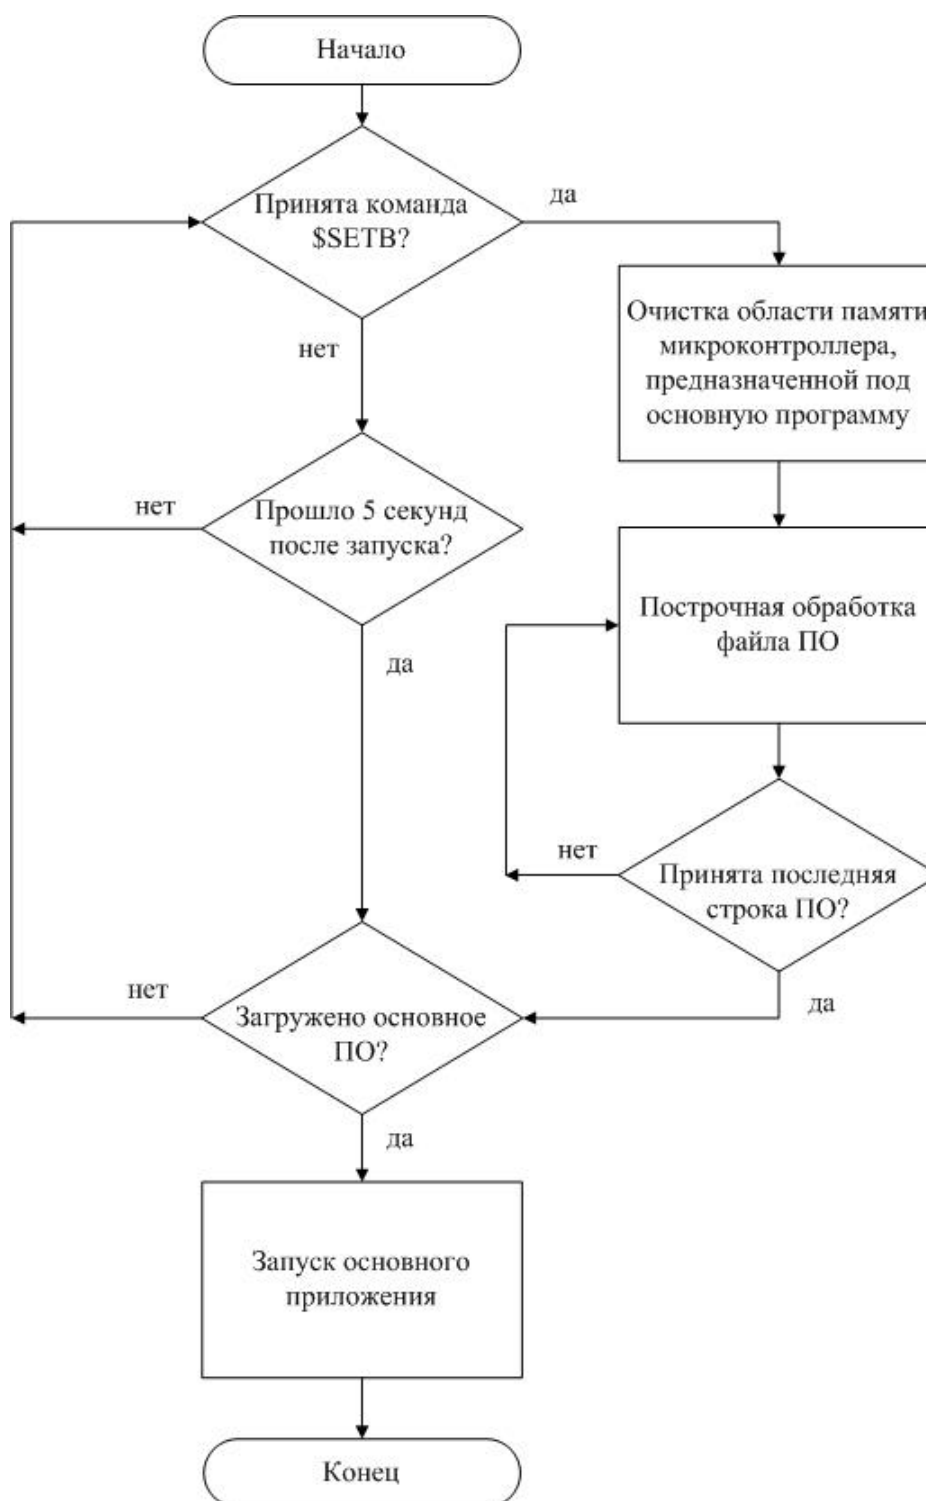 Начало
Принята команда
$SETB?
да
нет
Очистка области памяти
микроконтроллера,
предназначенной под
основную программу
Прошло 5 секунд
после запуска?
нет
да
Построчная обработка
файла ПО
Принята последняя
строка ПО?
нет
да
Загружено основное
ПО?
нет
да
Запуск основного
приложения
Конец